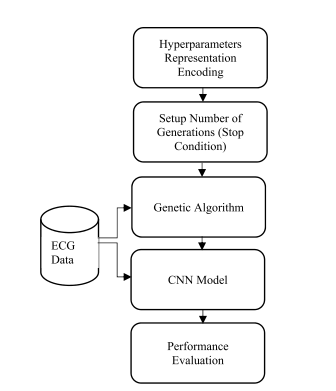 Hyperparameters
Representation
Encoding
Setup Number of
Generations (Stop
Condition)
Genetic Algorithm
ECG
Data
CNN Model
Performance
Evaluation